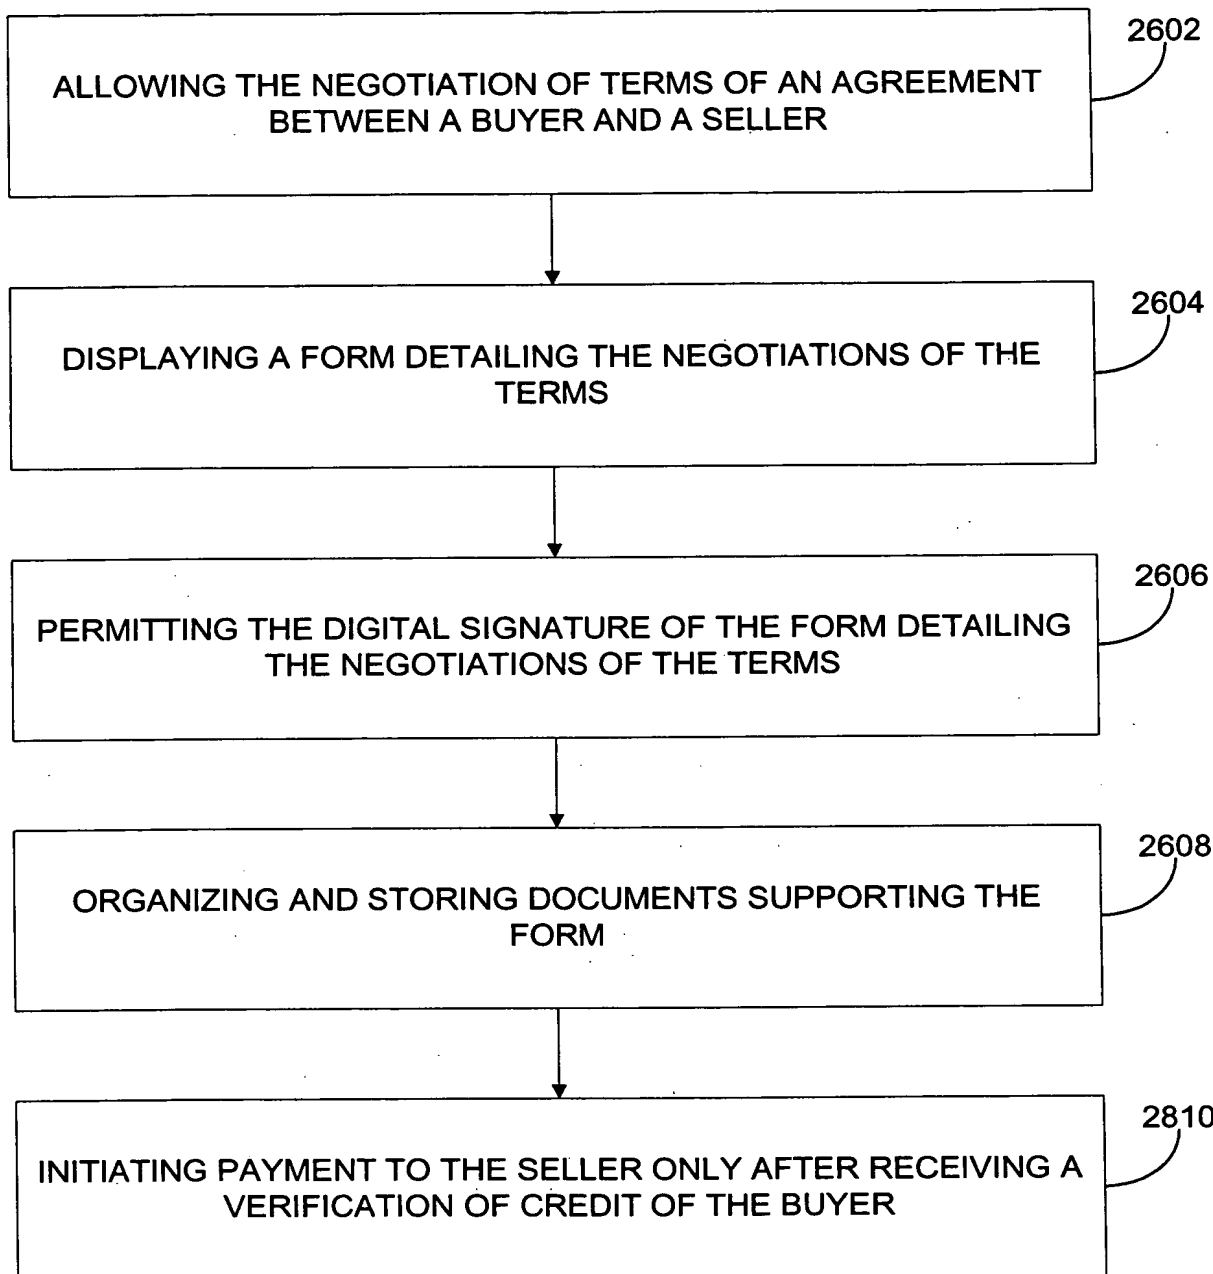 2602
ALLOWING THE NEGOTIATION OF TERMS OF AN AGREEMENT
BETWEEN A BUYER AND A SELLER
2604
DISPLAYING A FORM DETAILING THE NEGOTIATIONS OF THE
TERMS
2606
PERMITTING THE DIGITAL SIGNATURE OF THE FORM DETAILING
THE NEGOTIATIONS OF THE TERMS
2608
ORGANIZING AND STORING DOCUMENTS SUPPORTING THE
FORM
2810
INITIATING PAYMENT TO THE SELLER ONLY AFTER RECEIVING A
VERIFICATION OF CREDIT OF THE BUYER